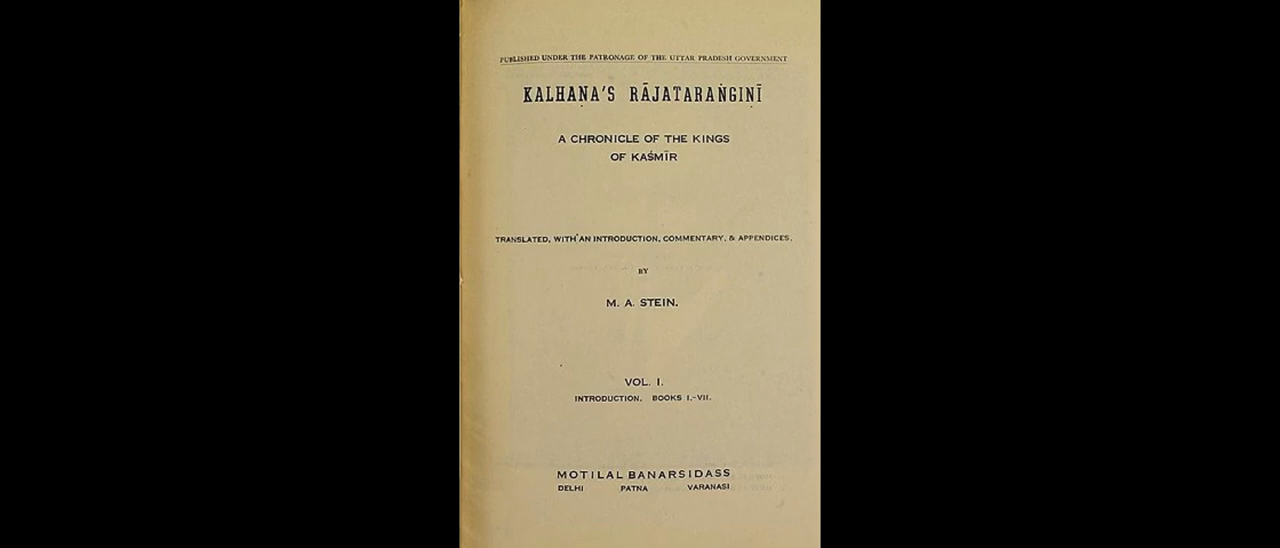 PUBLISHED UNDER THE PATRONAGE OF THE UTTAR PRADESH GOVERNMENT
KALHAṆA'S RĀJATARAṄGIṆĪ
A CHRONICLE OF THE KINGS
OF KAŚMĪR
TRANSLATED, WITH AN INTRODUCTION, COMMENTARY, & APPENDICES,
BY
M. A. STEIN.
VOL. I.
INTRODUCTION. BOOKS I.-VII.
MOTILAL BANARSIDASS
DELHI PATNA VARANASI